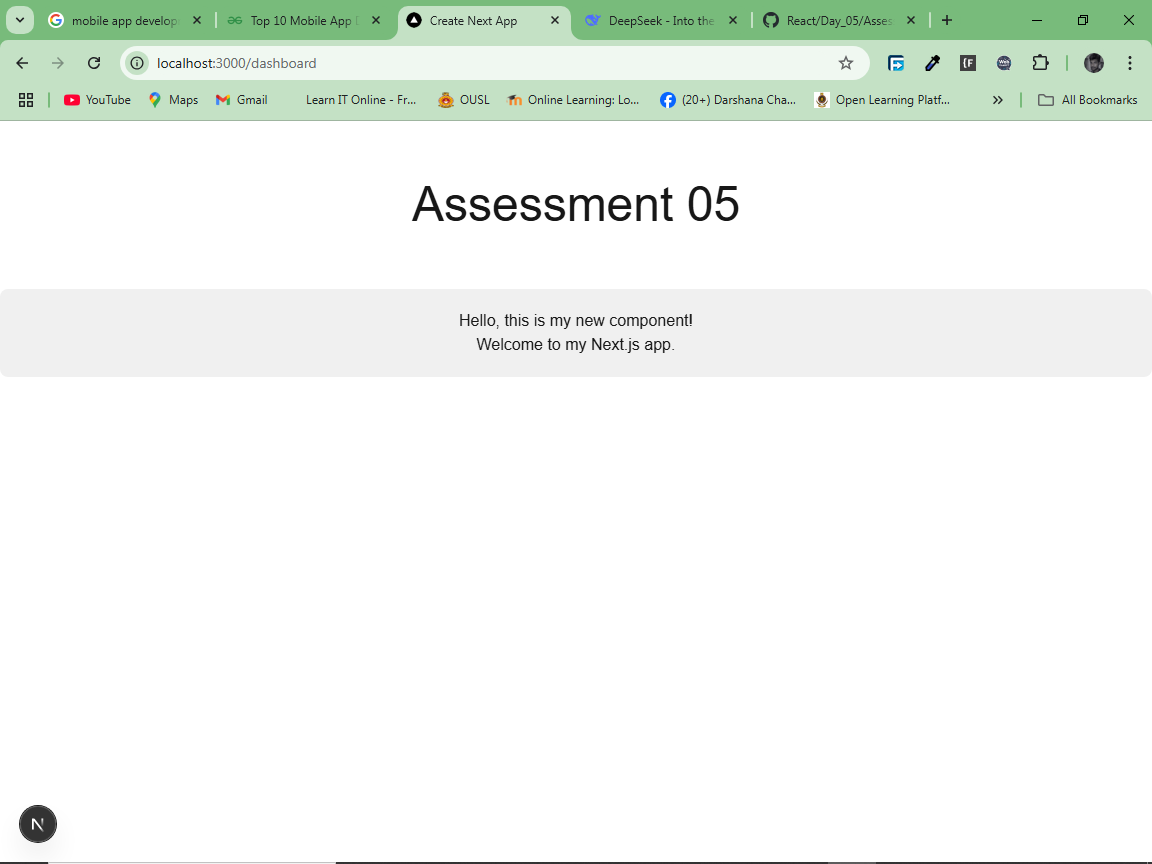 mobile app develop
Top 10 Mobile App
Create Next App
DeepSeek - Into the
React/Day_05/Asses
localhost:3000/dashboard
YouTube
Maps
Gmail
Learn IT Online - Fr...
OUSL
Online Learning: Lo...
(20+) Darshana Cha...
Open Learning Platf...
All Bookmarks
Assessment 05
Hello, this is my new component!
Welcome to my Next.js app.
N